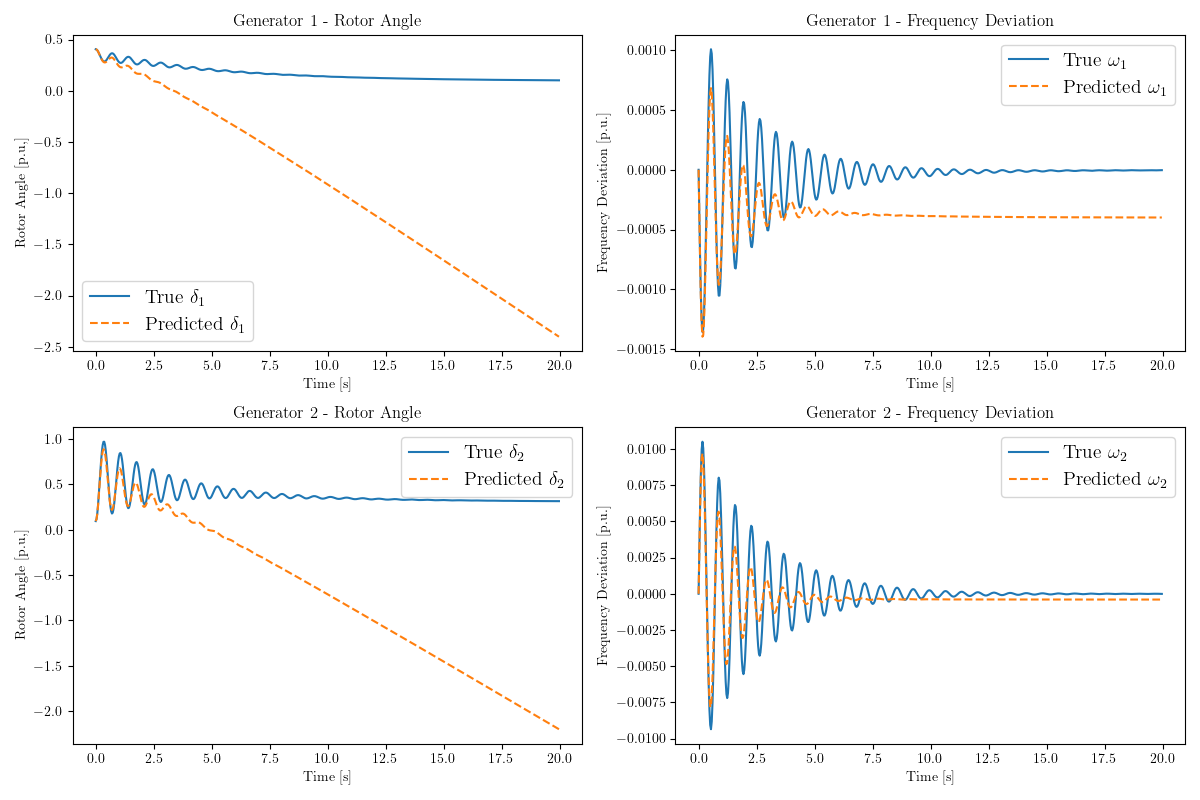 Generator 1 - Rotor Angle
0.5
0.0
−0.5
−1.0
−1.5
−2.0
−2.5
Rotor Angle [p.u.]
True δ₁
Predicted δ₁
0.0 2.5 5.0 7.5 10.0 12.5 15.0 17.5 20.0
Time [s]
Generator 1 - Frequency Deviation
0.0010
0.0005
0.0000
−0.0005
−0.0010
−0.0015
Frequency Deviation [p.u.]
True ω₁
Predicted ω₁
0.0 2.5 5.0 7.5 10.0 12.5 15.0 17.5 20.0
Time [s]
Generator 2 - Rotor Angle
1.0
0.5
0.0
−0.5
−1.0
−1.5
−2.0
Rotor Angle [p.u.]
True δ₂
Predicted δ₂
0.0 2.5 5.0 7.5 10.0 12.5 15.0 17.5 20.0
Time [s]
Generator 2 - Frequency Deviation
0.0100
0.0075
0.0050
0.0025
0.0000
−0.0025
−0.0050
−0.0075
−0.0100
Frequency Deviation [p.u.]
True ω₂
Predicted ω₂
0.0 2.5 5.0 7.5 10.0 12.5 15.0 17.5 20.0
Time [s]